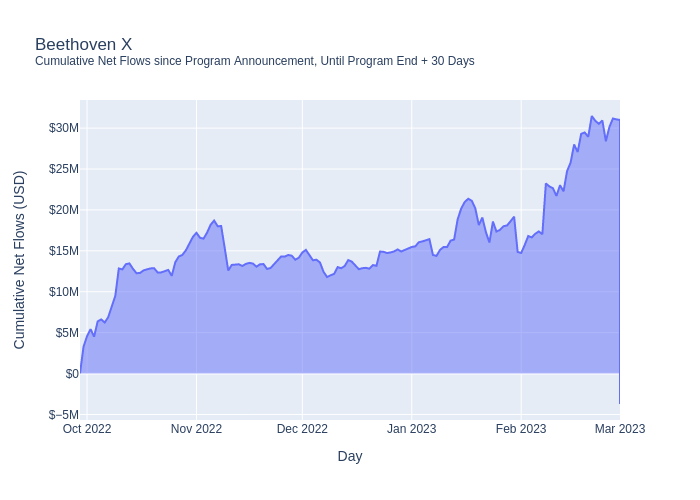 Beethoven X
Cumulative Net Flows since Program Announcement, Until Program End + 30 Days
Cumulative Net Flows (USD)
$30M
$25M
$20M
$15M
$10M
$5M
$0
$−5M
Oct 2022 Nov 2022 Dec 2022 Jan 2023 Feb 2023 Mar 2023
Day